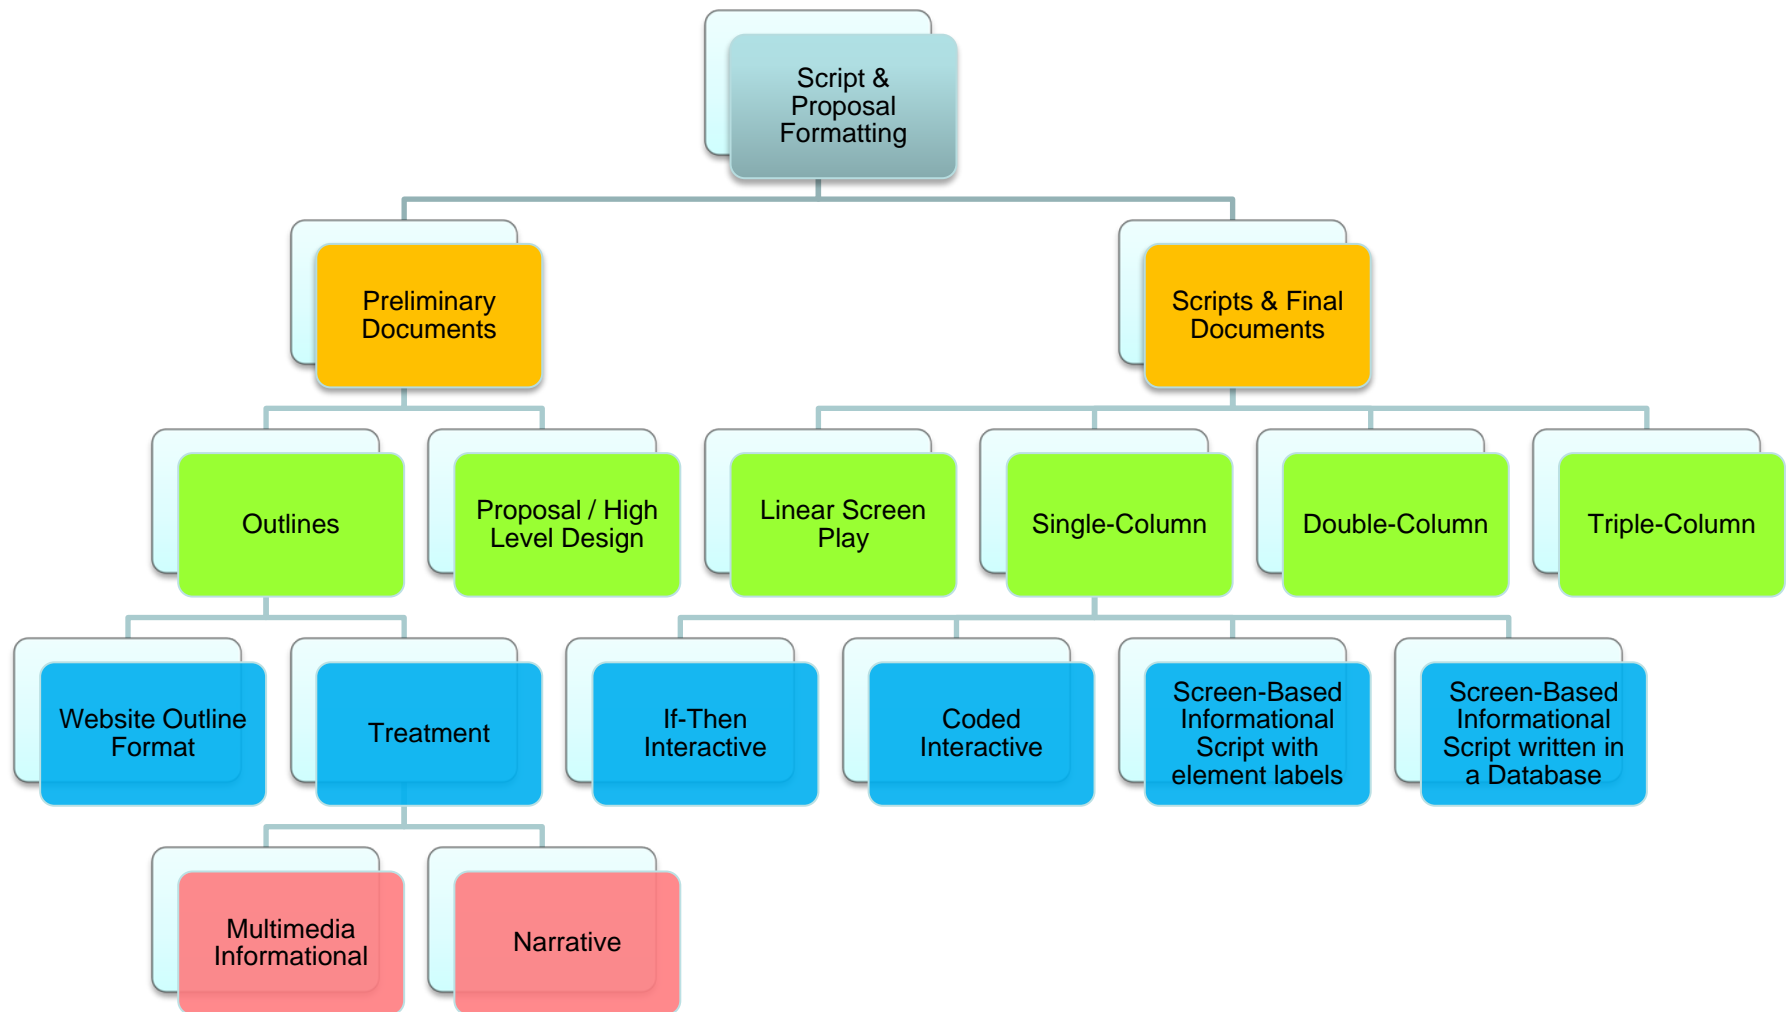 Script &
Proposal
Formatting
Preliminary
Documents
Scripts & Final
Documents
Outlines
Proposal / High
Level Design
Linear Screen
Play
Single-Column
Double-Column
Triple-Column
Website Outline
Format
Treatment
If-Then
Interactive
Coded
Interactive
Screen-Based
Informational
Script with
element labels
Screen-Based
Informational
Script written in
a Database
Multimedia
Informational
Narrative